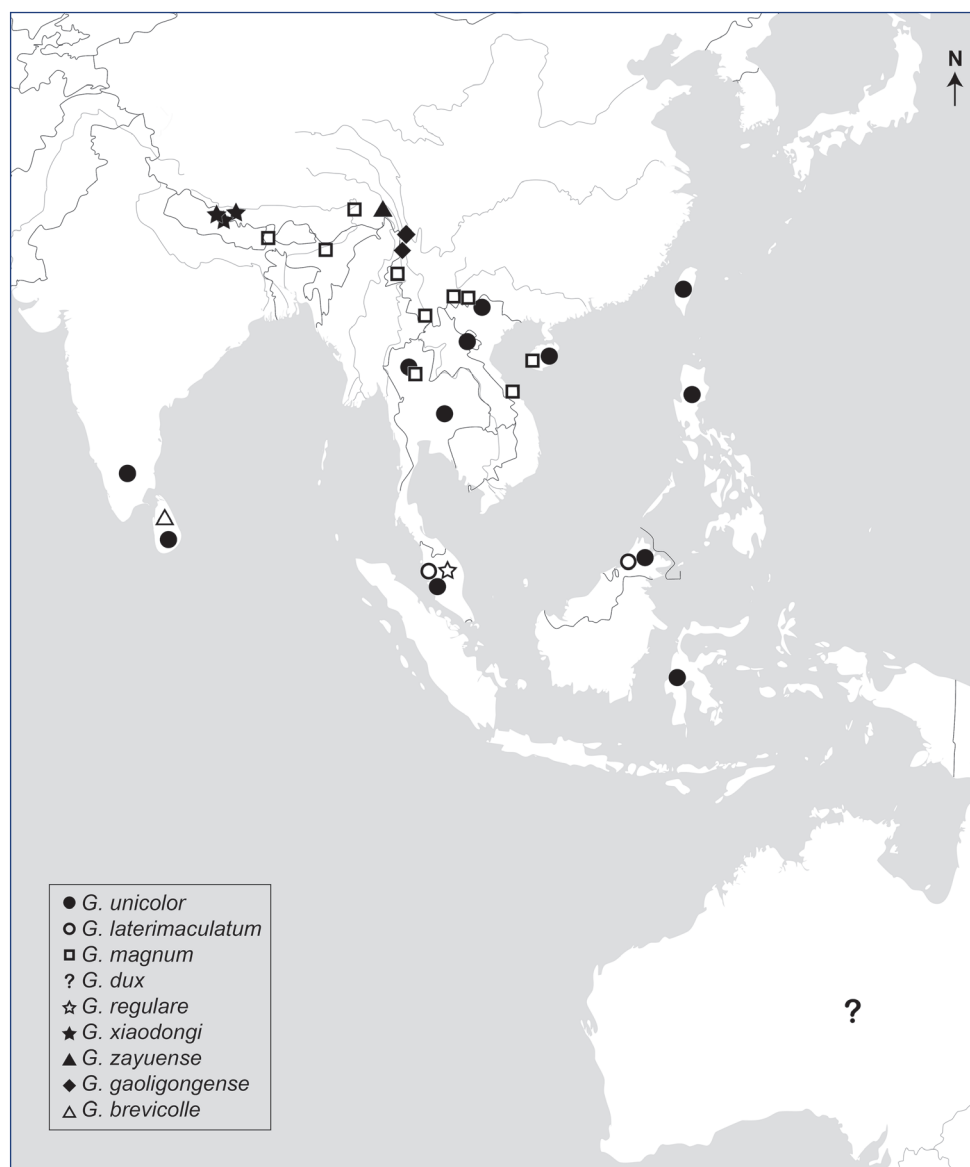 N
G. unicolor
G. laterimaculatum
G. magnum
? G. dux
G. regulare
G. xiaodongi
G. zayuense
G. gaoligongense
G. brevicolle
?